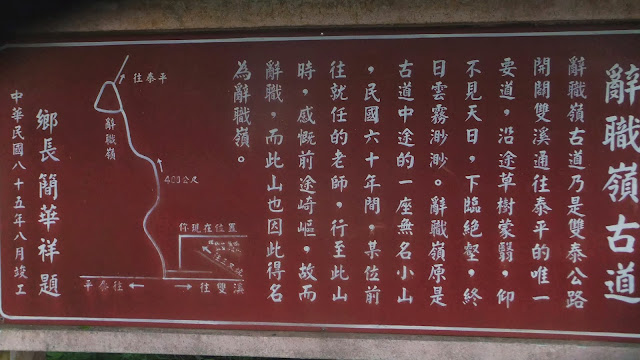 辭職嶺古道
辭職嶺古道乃是雙泰公路
開闢雙溪通往泰平的唯一
要道，沿途草樹蒙翳，仰
不見天日，下臨絶壑，終
日雲霧渺渺。辭職嶺原是
古道中途的一座無名小山
，民國六十年間，某位前
往就任的老師，行至此山
時，感慨前途崎嶇，故而
辭職，而此山也因此得名
為辭職嶺。
往泰平
辭職嶺
400公尺
你現在位置
平泰往
往雙溪
鄉長簡華祥題
中華民國八十五年八月竣工